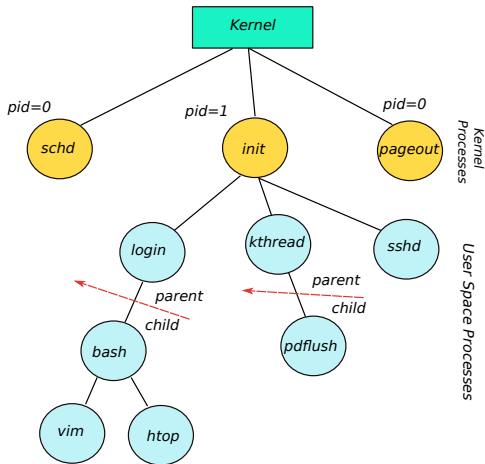 Kernel
pid=0
pid=1
pid=0
schd
init
pageout
Kernel
Processes
login
kthread
sshd
User Space Processes
parent
child
parent
child
bash
pdflush
vim
htop